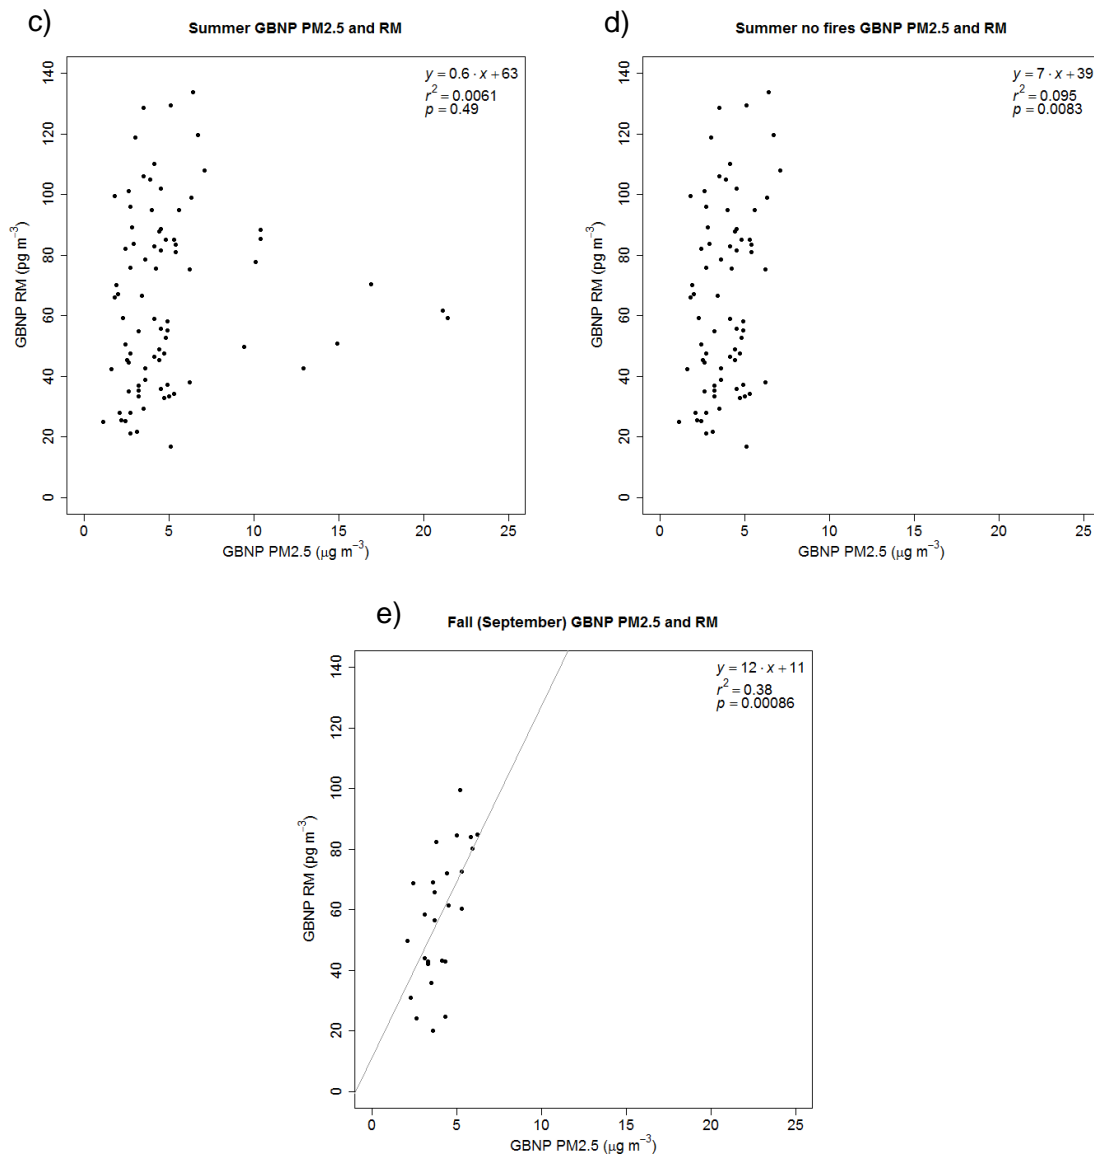 c)
Summer GBNP PM2.5 and RM
y = 0.6 · x + 63
r² = 0.0061
p = 0.49
140
120
100
80
60
40
20
0
GBNP RM (pg m⁻³)
0 5 10 15 20 25
GBNP PM2.5 (μg m⁻³)
d)
Summer no fires GBNP PM2.5 and RM
y = 7 · x + 39
r² = 0.095
p = 0.0083
140
120
100
80
60
40
20
0
GBNP RM (pg m⁻³)
0 5 10 15 20 25
GBNP PM2.5 (μg m⁻³)
e)
Fall (September) GBNP PM2.5 and RM
y = 12 · x + 11
r² = 0.38
p = 0.00086
140
120
100
80
60
40
20
0
GBNP RM (pg m⁻³)
0 5 10 15 20 25
GBNP PM2.5 (μg m⁻³)